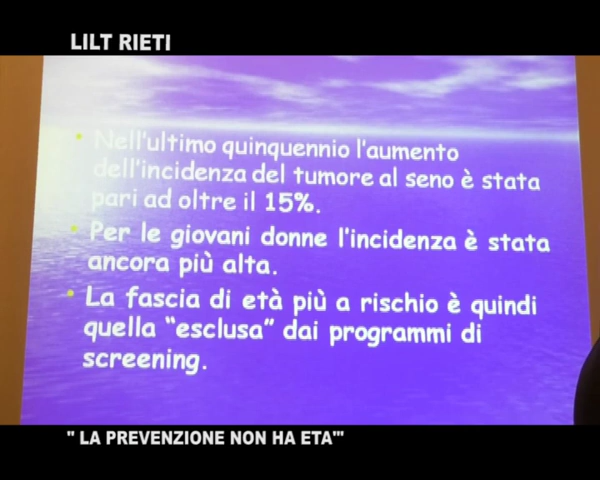 LILT RIETI
• Nell'ultimo quinquennio l'aumento
dell'incidenza del tumore al seno è stata
pari ad oltre il 15%.
• Per le giovani donne l'incidenza è stata
ancora più alta.
• La fascia di età più a rischio è quindi
quella “esclusa” dai programmi di
screening.
" LA PREVENZIONE NON HA ETA'"